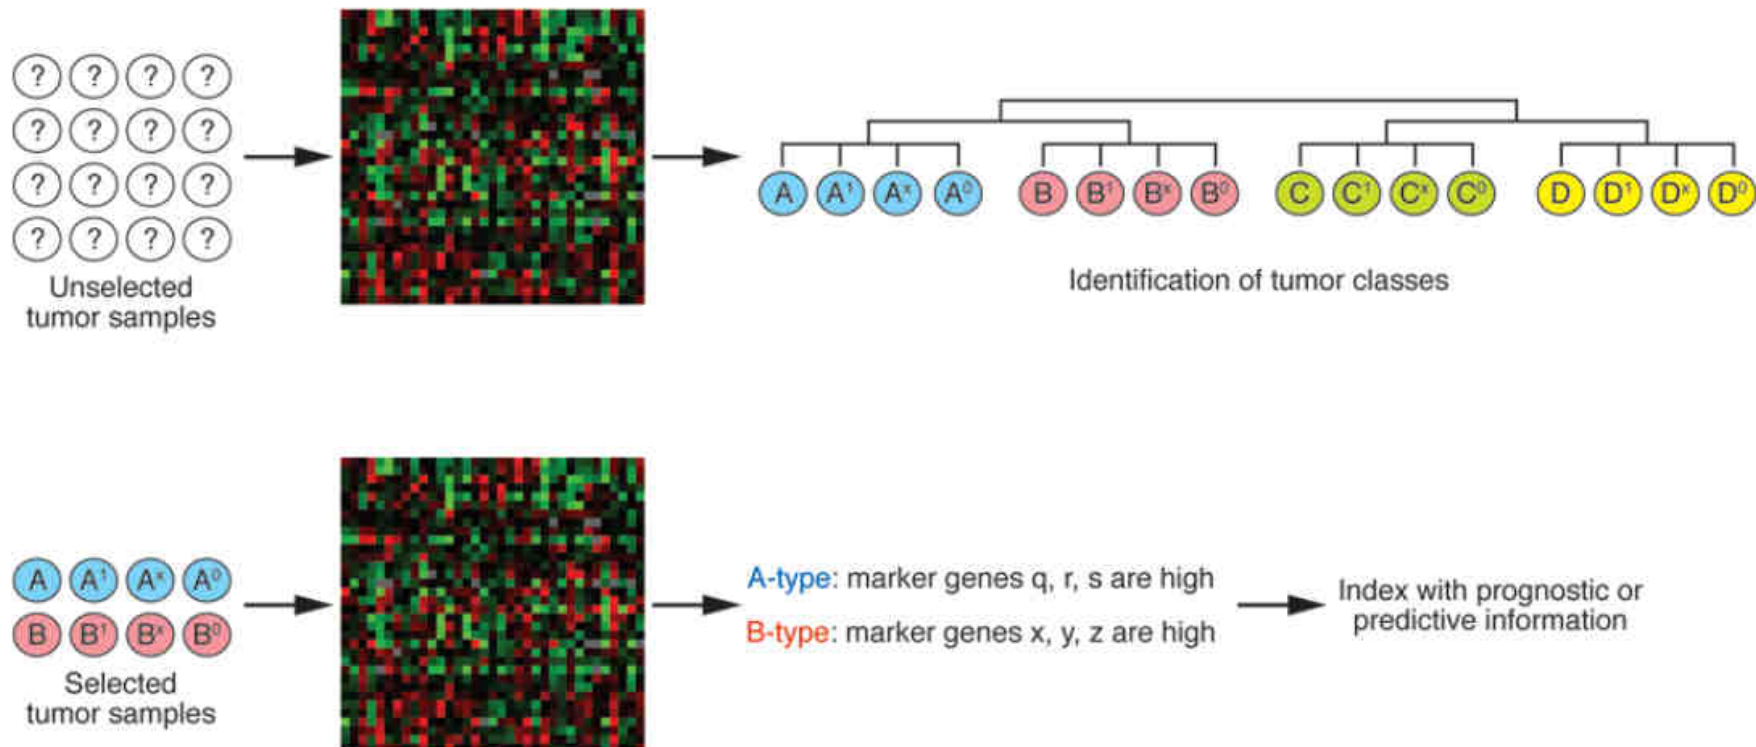 ? ? ? ?
? ? ? ?
? ? ? ?
? ? ? ?
Unselected
tumor samples
A A¹ Aˣ A⁰ B B¹ Bˣ B⁰ C C¹ Cˣ C⁰ D D¹ Dˣ D⁰
Identification of tumor classes
A A¹ Aˣ A⁰
B B¹ Bˣ B⁰
Selected
tumor samples
A-type: marker genes q, r, s are high
B-type: marker genes x, y, z are high
Index with prognostic or
predictive information